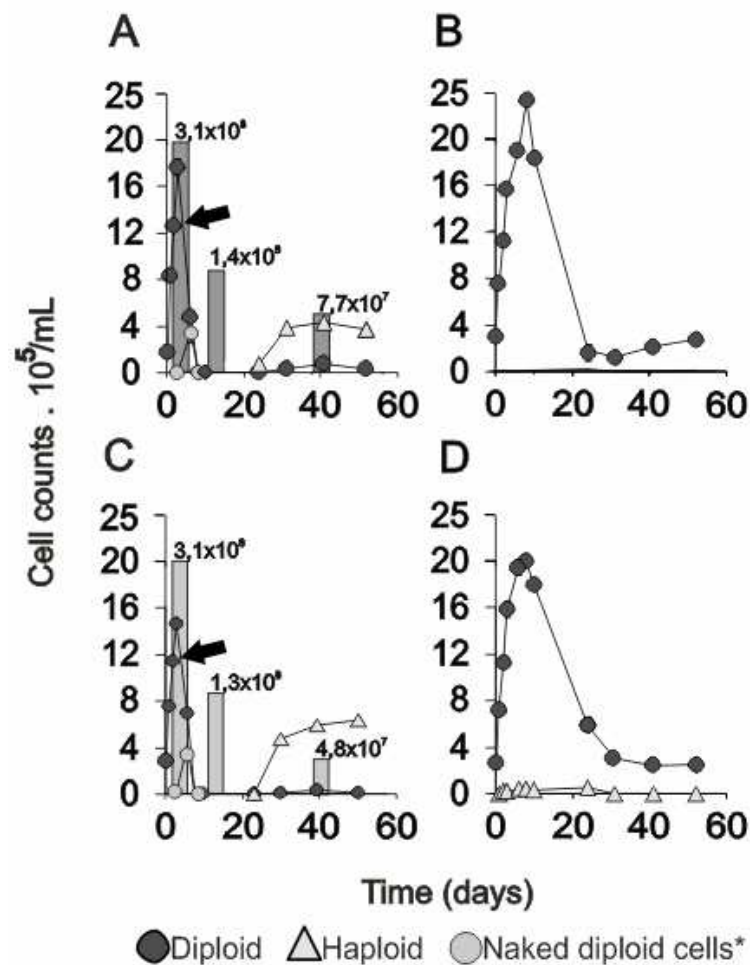 A
B
25
20
16
12
8
4
0
3,1x10⁸
1,4x10⁸
7,7x10⁷
0 20 40 60
25
20
16
12
8
4
0
0 20 40 60
C
D
25
20
16
12
8
4
0
3,1x10⁸
1,3x10⁸
4,8x10⁷
0 20 40 60
25
20
16
12
8
4
0
0 20 40 60
Cell counts . 10⁵/mL
Time (days)
Diploid Haploid Naked diploid cells*